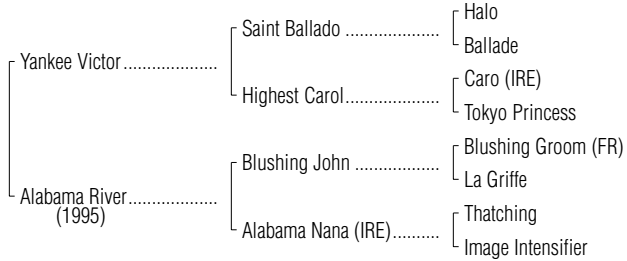 Halo
Saint Ballado
Ballade
Yankee Victor
Caro (IRE)
Highest Carol
Tokyo Princess
Blushing Groom (FR)
Blushing John
La Griffe
Alabama River
(1995)
Thatching
Alabama Nana (IRE)
Image Intensifier